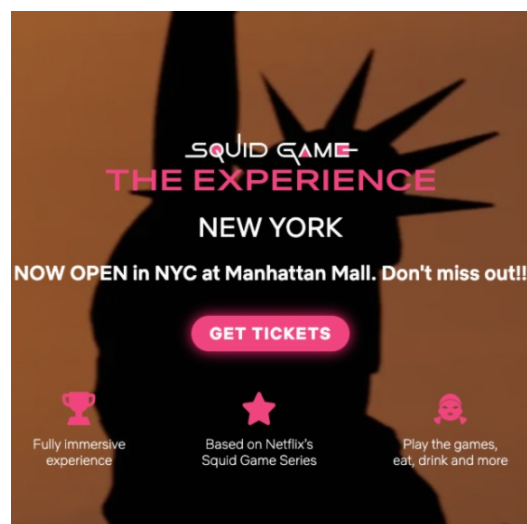 SQUID GAME
THE EXPERIENCE
NEW YORK
NOW OPEN in NYC at Manhattan Mall. Don't miss out!!
GET TICKETS
Fully immersive
experience
Based on Netflix's
Squid Game Series
Play the games,
eat, drink and more